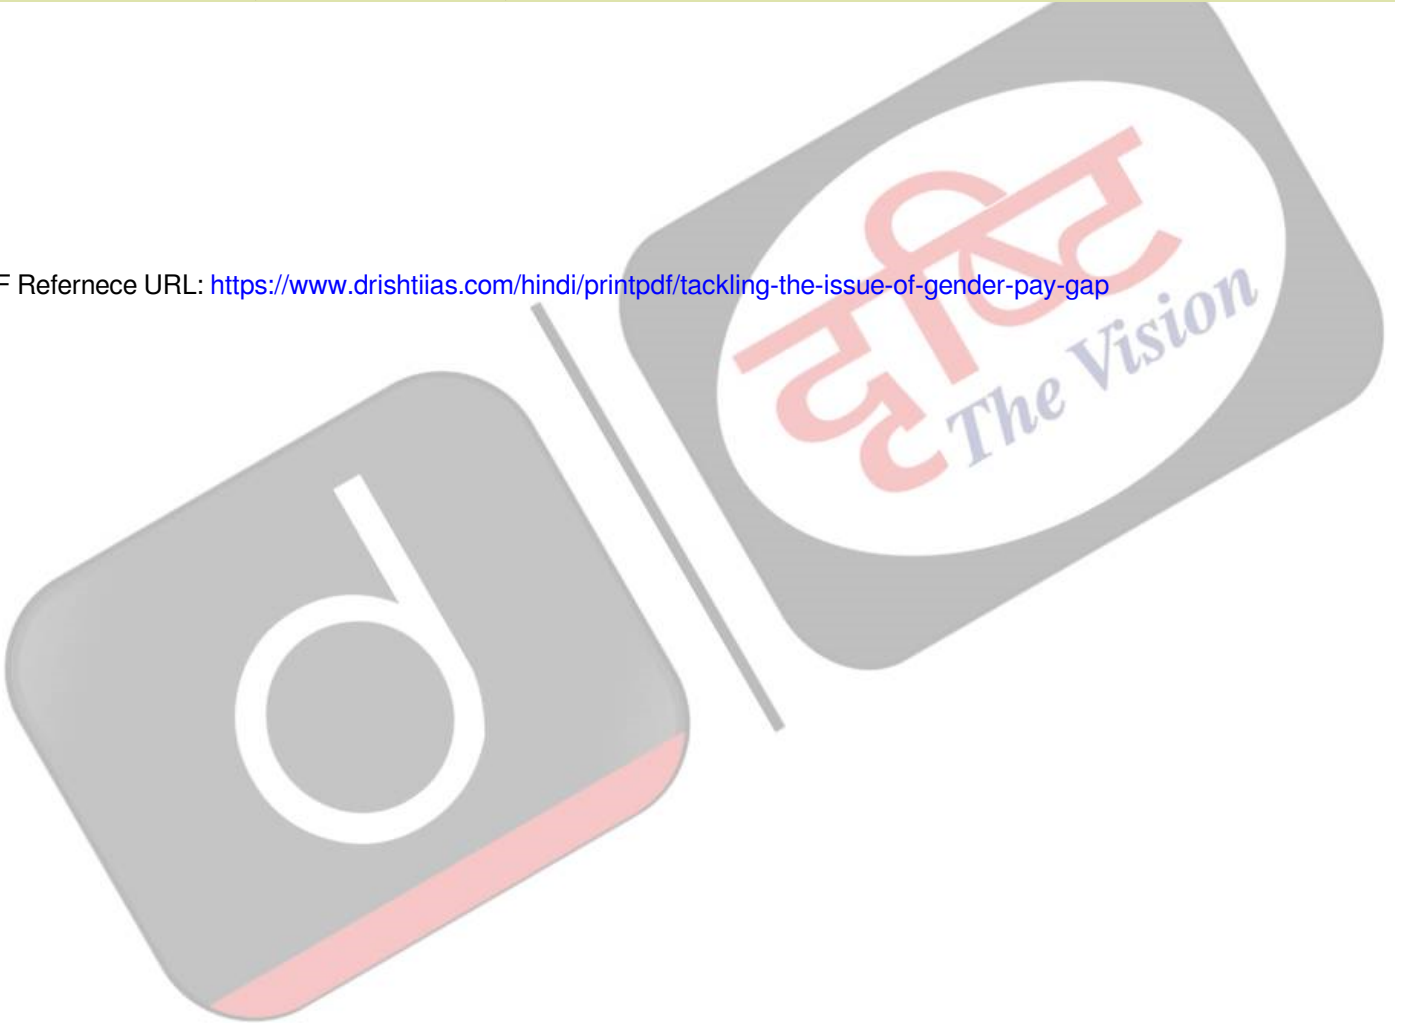 F Refernece URL: https://www.drishtiias.com/hindi/printpdf/tackling-the-issue-of-gender-pay-gap
दृष्टि
The Vision
d